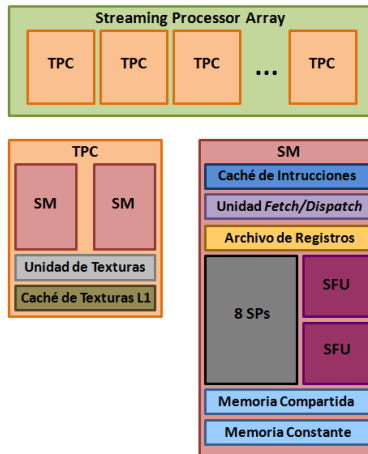 Streaming Processor Array
TPC TPC TPC ... TPC
TPC
SM SM
Unidad de Texturas
Caché de Texturas L1
SM
Caché de Intrucciones
Unidad Fetch/Dispatch
Archivo de Registros
8 SPs
SFU
SFU
Memoria Compartida
Memoria Constante